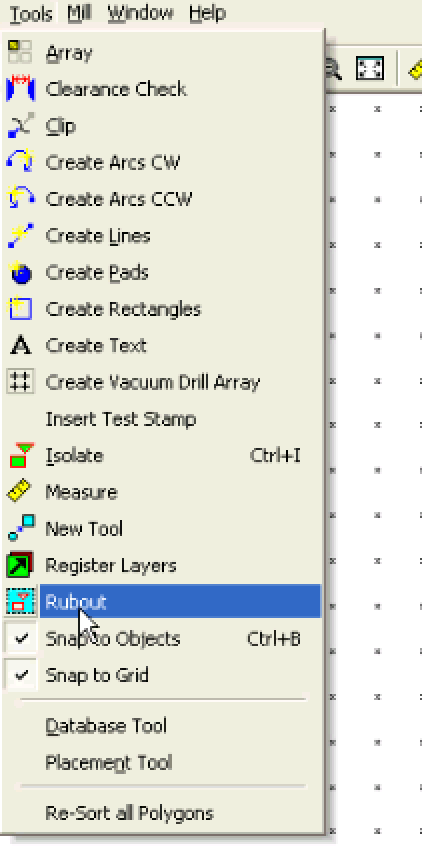 Tools Mill Window Help
Array
Clearance Check
Clip
Create Arcs CW
Create Arcs CCW
Create Lines
Create Pads
Create Rectangles
Create Text
Create Vacuum Drill Array
Insert Test Stamp
Isolate Ctrl+I
Measure
New Tool
Register Layers
Rubout
Snap to Objects Ctrl+B
Snap to Grid
Database Tool
Placement Tool
Re-Sort all Polygons